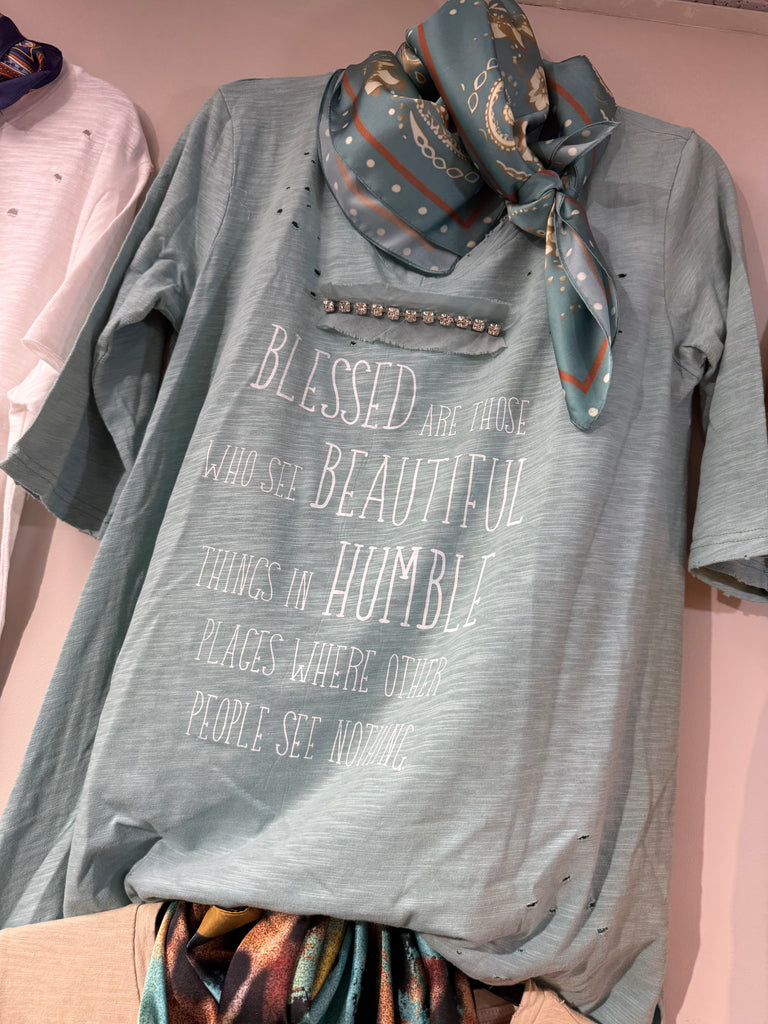 BLESSED ARE THOSE
WHO SEE BEAUTIFUL
THINGS IN HUMBLE
PLACES WHERE OTHER
PEOPLE SEE NOTHING